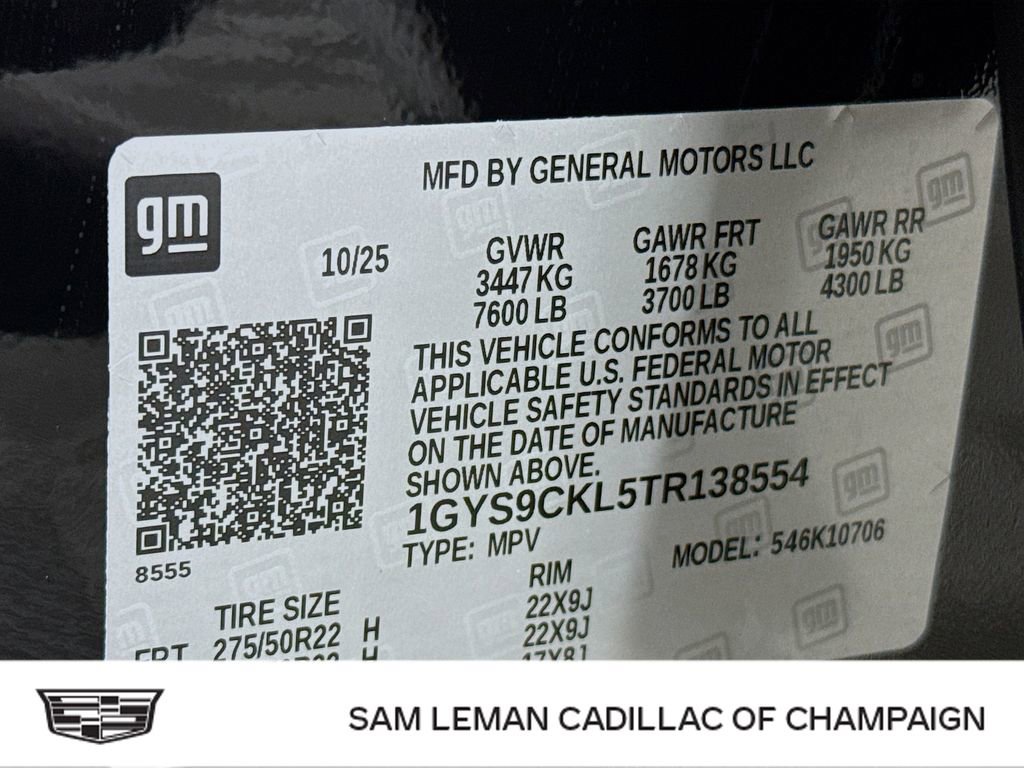 gm
MFD BY GENERAL MOTORS LLC
10/25
GVWR GAWR FRT GAWR RR
3447 KG 1678 KG 1950 KG
7600 LB 3700 LB 4300 LB
THIS VEHICLE CONFORMS TO ALL
APPLICABLE U.S. FEDERAL MOTOR
VEHICLE SAFETY STANDARDS IN EFFECT
ON THE DATE OF MANUFACTURE
SHOWN ABOVE.
1GYS9CKL5TR138554
TYPE: MPV MODEL: 546K10706
8555
TIRE SIZE RIM
FRT 275/50R22 H 22X9J
H 22X9J
17X8J
SAM LEMAN CADILLAC OF CHAMPAIGN